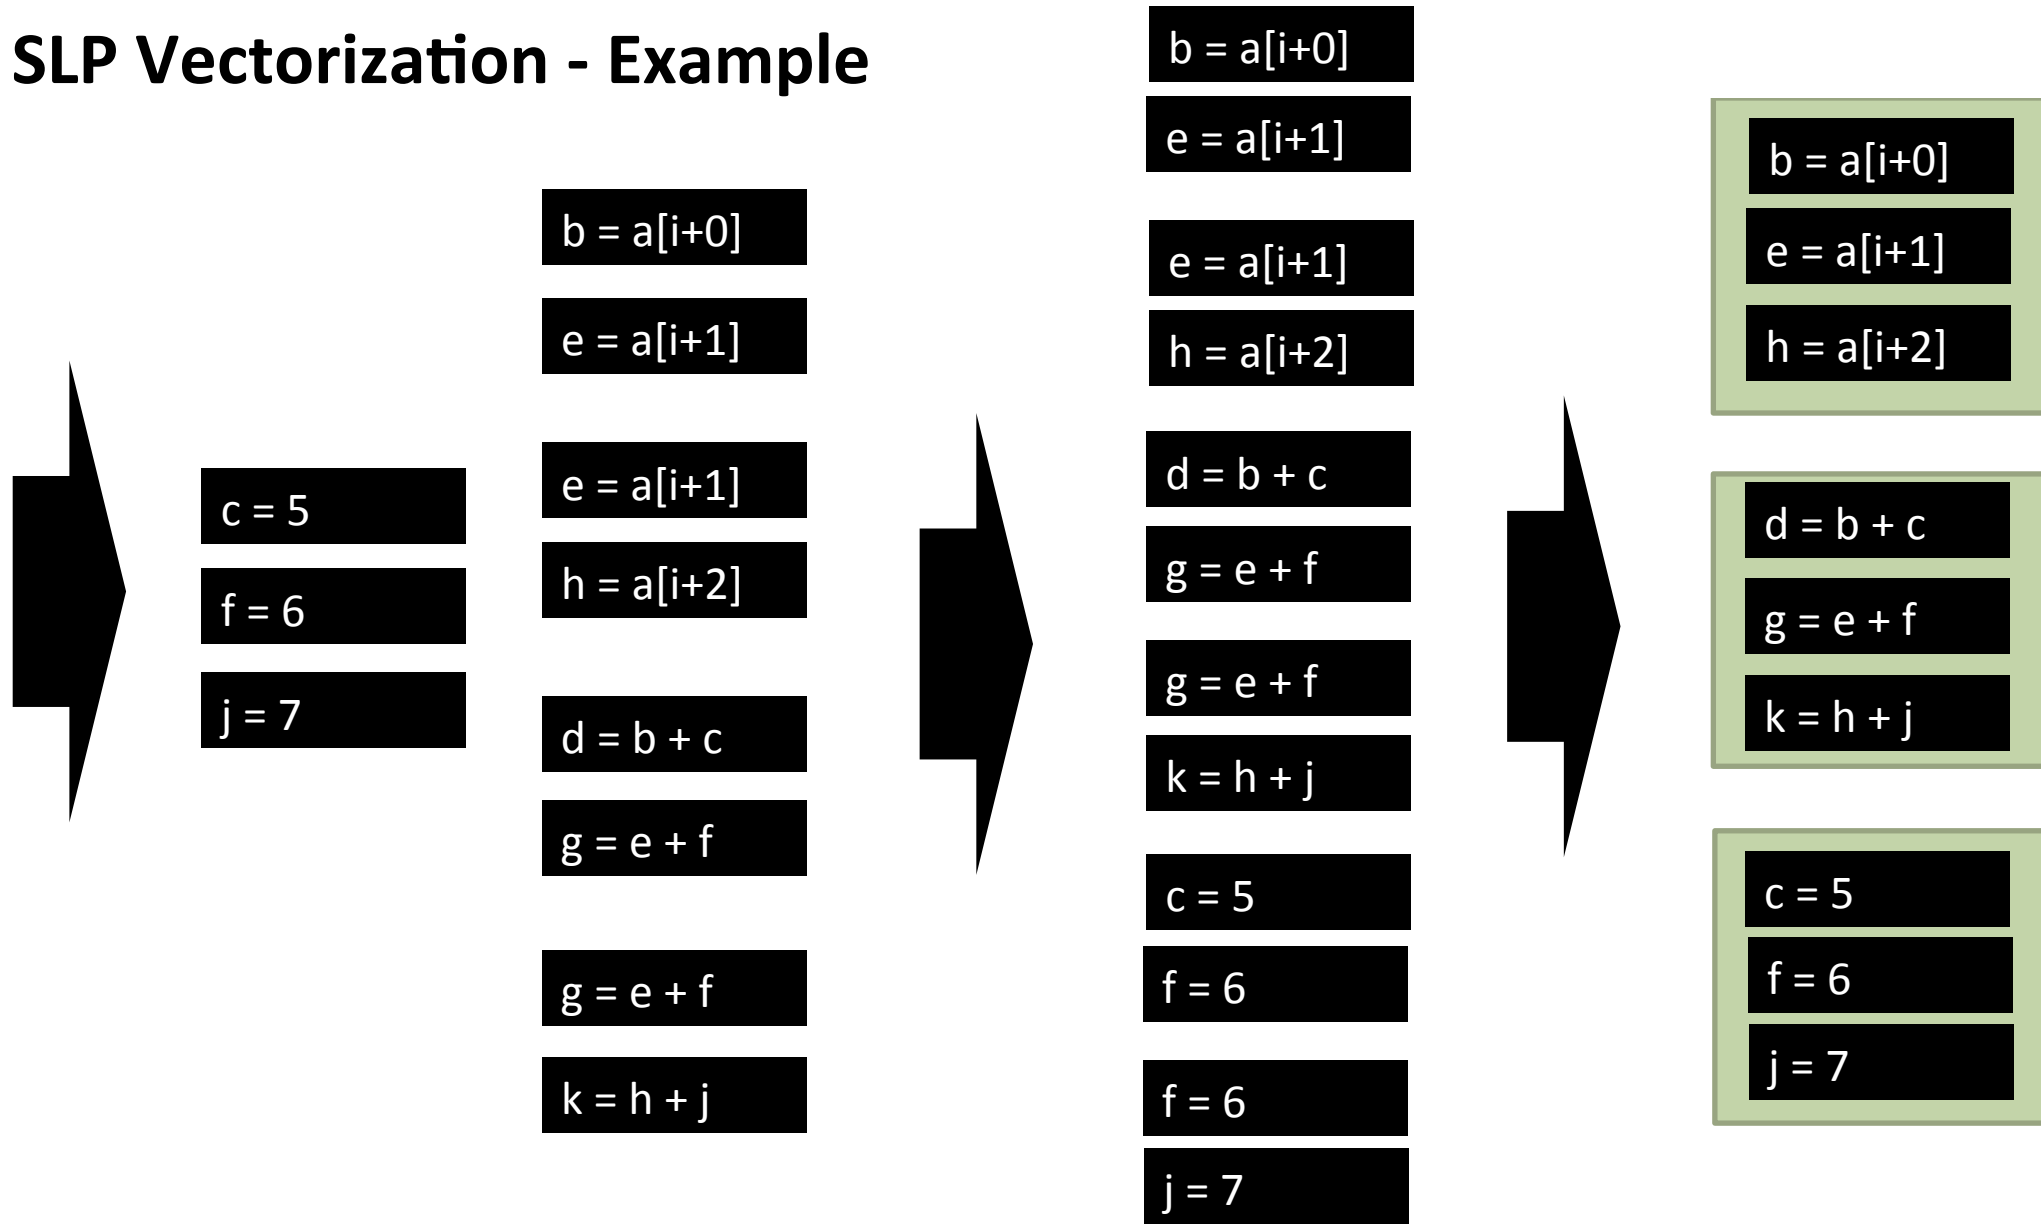 SLP Vectorization - Example
c = 5
f = 6
j = 7
b = a[i+0]
e = a[i+1]
e = a[i+1]
h = a[i+2]
d = b + c
g = e + f
g = e + f
k = h + j
b = a[i+0]
e = a[i+1]
e = a[i+1]
h = a[i+2]
d = b + c
g = e + f
g = e + f
k = h + j
c = 5
f = 6
f = 6
j = 7
b = a[i+0]
e = a[i+1]
h = a[i+2]
d = b + c
g = e + f
k = h + j
c = 5
f = 6
j = 7